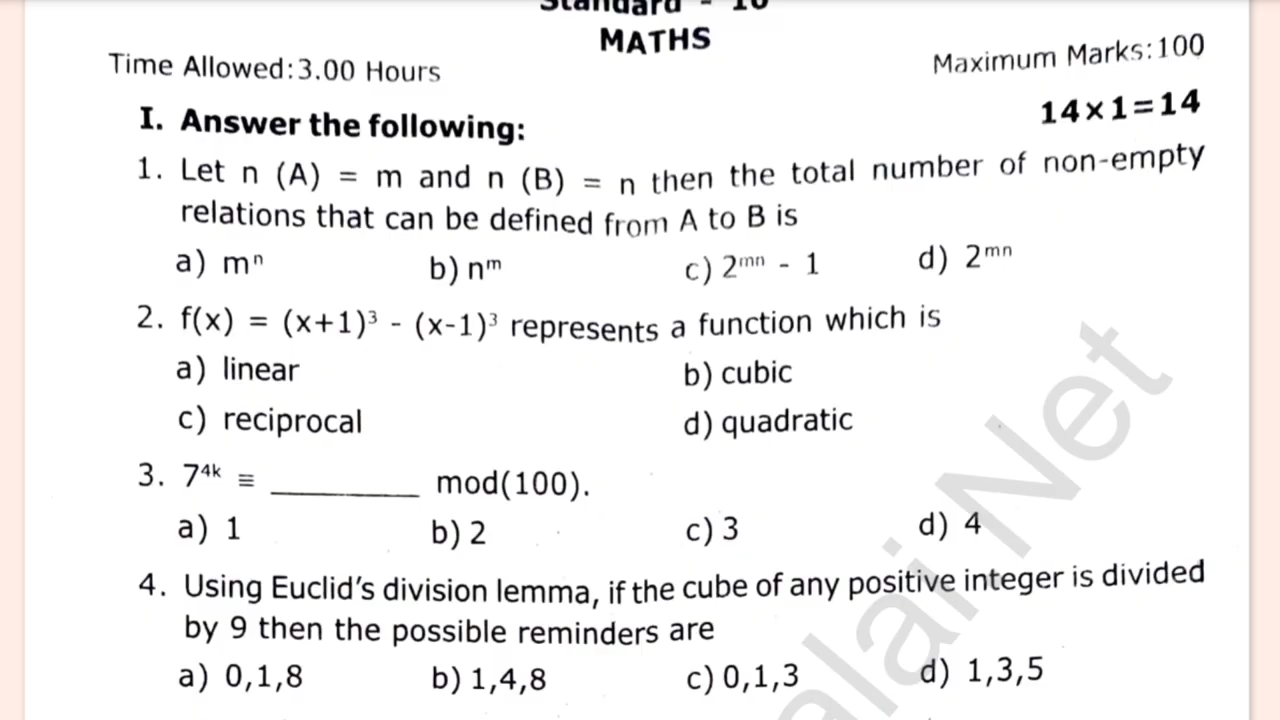 Standard - 10
MATHS
Time Allowed:3.00 Hours
Maximum Marks:100
I. Answer the following:
14×1=14
1. Let n (A) = m and n (B) = n then the total number of non-empty
relations that can be defined from A to B is
a) mⁿ b) nᵐ c) 2ᵐⁿ - 1 d) 2ᵐⁿ
2. f(x) = (x+1)³ - (x-1)³ represents a function which is
a) linear b) cubic
c) reciprocal d) quadratic
3. 7⁴ᵏ ≡ ________ mod(100).
a) 1 b) 2 c) 3 d) 4
4. Using Euclid's division lemma, if the cube of any positive integer is divided
by 9 then the possible reminders are
a) 0,1,8 b) 1,4,8 c) 0,1,3 d) 1,3,5
Net